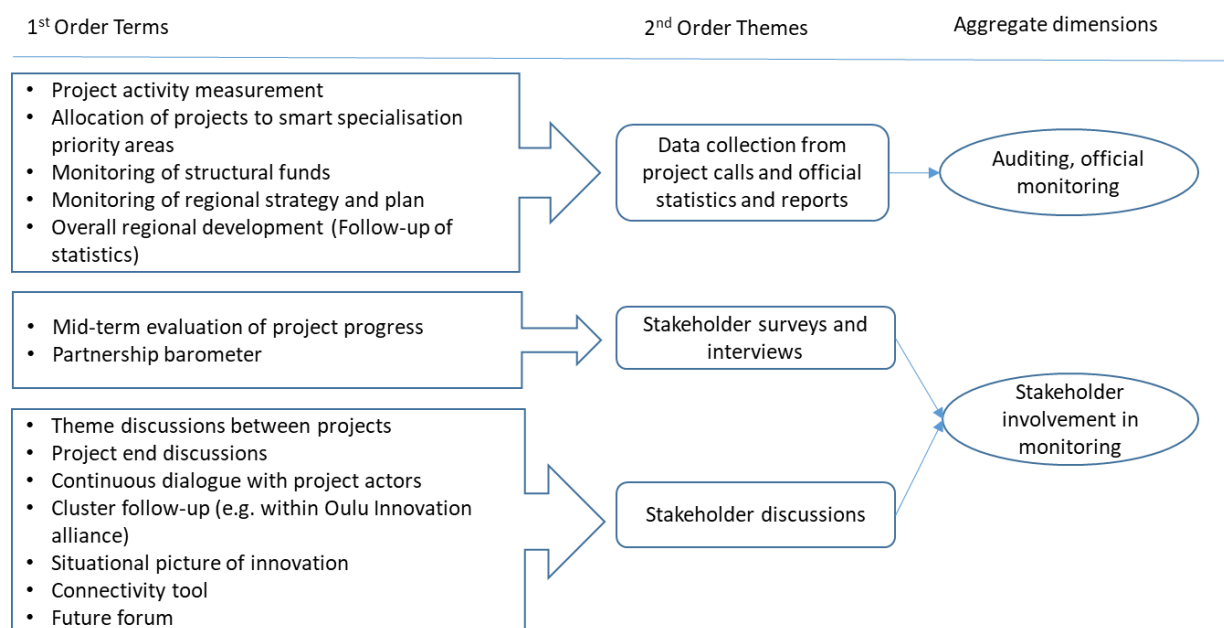 1st Order Terms
2nd Order Themes
Aggregate dimensions
• Project activity measurement
• Allocation of projects to smart specialisation
priority areas
• Monitoring of structural funds
• Monitoring of regional strategy and plan
• Overall regional development (Follow-up of
statistics)
Data collection from
project calls and official
statistics and reports
Auditing, official
monitoring
• Mid-term evaluation of project progress
• Partnership barometer
Stakeholder surveys and
interviews
• Theme discussions between projects
• Project end discussions
• Continuous dialogue with project actors
• Cluster follow-up (e.g. within Oulu Innovation
alliance)
• Situational picture of innovation
• Connectivity tool
• Future forum
Stakeholder discussions
Stakeholder
involvement in
monitoring